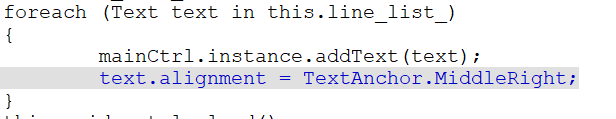 foreach (Text text in this.line_list_)
{
mainCtrl.instance.addText(text);
text.alignment = TextAnchor.MiddleRight;
}